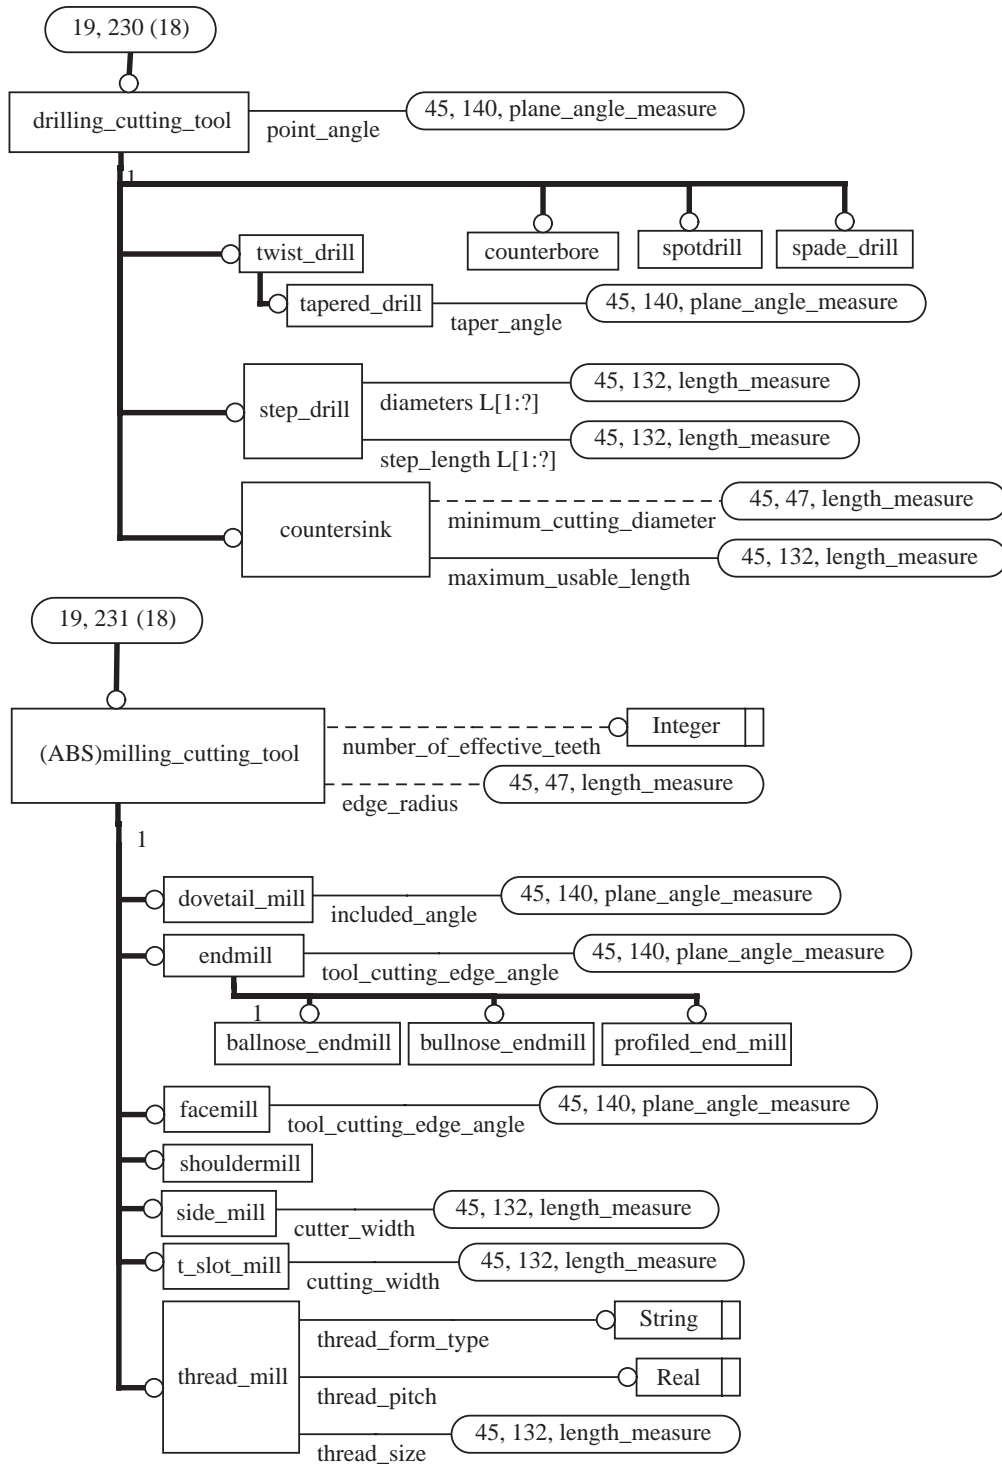 19, 230 (18)
drilling_cutting_tool
45, 140, plane_angle_measure
point_angle
1
counterbore
spotdrill
spade_drill
twist_drill
tapered_drill
45, 140, plane_angle_measure
taper_angle
step_drill
45, 132, length_measure
diameters L[1:?]
45, 132, length_measure
step_length L[1:?]
countersink
45, 47, length_measure
minimum_cutting_diameter
45, 132, length_measure
maximum_usable_length
19, 231 (18)
(ABS)milling_cutting_tool
Integer
number_of_effective_teeth
45, 47, length_measure
edge_radius
1
dovetail_mill
45, 140, plane_angle_measure
included_angle
endmill
45, 140, plane_angle_measure
tool_cutting_edge_angle
1
ballnose_endmill
bullnose_endmill
profiled_end_mill
facemill
45, 140, plane_angle_measure
tool_cutting_edge_angle
shouldermill
side_mill
45, 132, length_measure
cutter_width
t_slot_mill
45, 132, length_measure
cutting_width
thread_mill
String
thread_form_type
Real
thread_pitch
45, 132, length_measure
thread_size